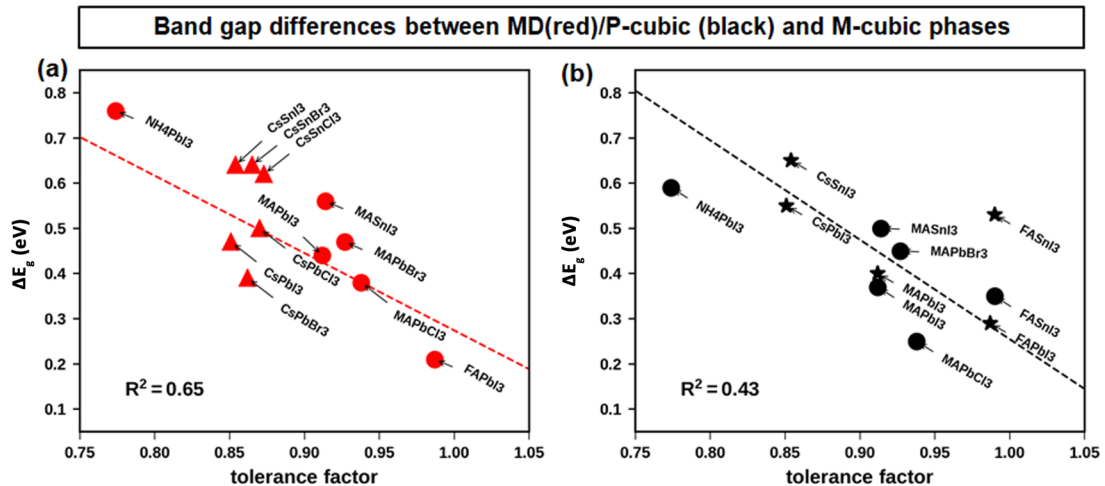 Band gap differences between MD(red)/P-cubic (black) and M-cubic phases
(a)
0.8
0.7
0.6
0.5
0.4
0.3
0.2
0.1
ΔEg (eV)
NH4PbI3
CsSnI3
CsSnBr3
CsSnCl3
MAPbI3
MASnI3
MAPbBr3
CsPbCl3
CsPbI3
CsPbBr3
MAPbCl3
FAPbI3
R² = 0.65
0.75 0.80 0.85 0.90 0.95 1.00 1.05
tolerance factor
(b)
0.8
0.7
0.6
0.5
0.4
0.3
0.2
0.1
ΔEg (eV)
CsSnI3
NH4PbI3
CsPbI3
MASnI3
FASnI3
MAPbBr3
MAPbI3
MAPbI3
FASnI3
FAPbI3
MAPbCl3
R² = 0.43
0.75 0.80 0.85 0.90 0.95 1.00 1.05
tolerance factor